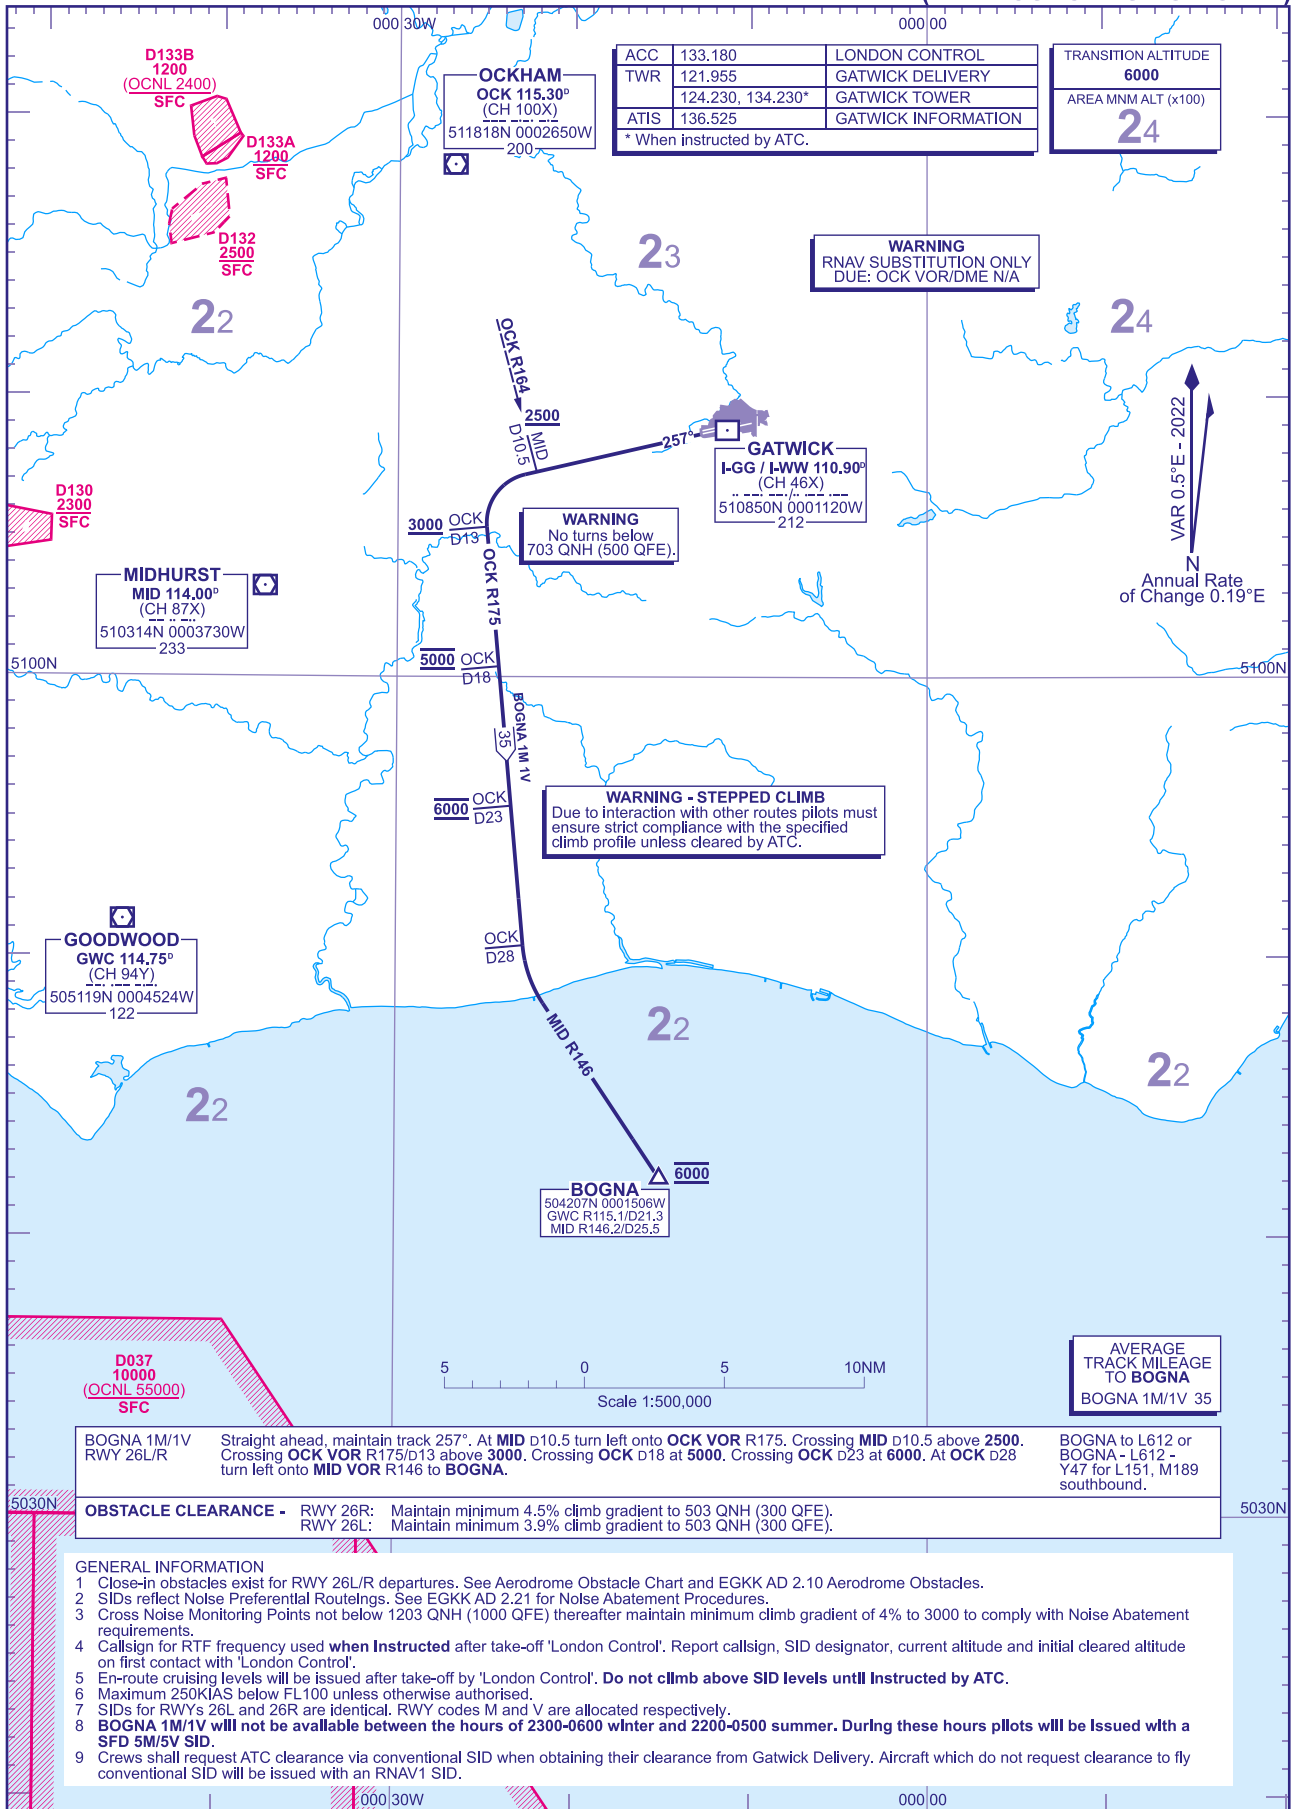 000 30W
000 00
D133B
1200
(OCNL 2400)
SFC
D133A
1200
SFC
D132
2500
SFC
OCKHAM
OCK 115.30ᴰ
(CH 100X)
511818N 0002650W
200
ACC 133.180 LONDON CONTROL
TWR 121.955 GATWICK DELIVERY
124.230, 134.230* GATWICK TOWER
ATIS 136.525 GATWICK INFORMATION
* When instructed by ATC.
TRANSITION ALTITUDE
6000
AREA MNM ALT (x100)
24
WARNING
RNAV SUBSTITUTION ONLY
DUE: OCK VOR/DME N/A
23
22
24
OCK R164
2500
MID
D10.5
257°
GATWICK
I-GG / I-WW 110.90ᴰ
(CH 46X)
510850N 0001120W
212
VAR 0.5°E - 2022
N
Annual Rate
of Change 0.19°E
D130
2300
SFC
3000 OCK
D13
WARNING
No turns below
703 QNH (500 QFE).
OCK R175
MIDHURST
MID 114.00ᴰ
(CH 87X)
510314N 0003730W
233
5100N
5100N
5000 OCK
D18
BOGNA 1M 1V
35
6000 OCK
D23
WARNING - STEPPED CLIMB
Due to interaction with other routes pilots must
ensure strict compliance with the specified
climb profile unless cleared by ATC.
GOODWOOD
GWC 114.75ᴰ
(CH 94Y)
505119N 0004524W
122
OCK
D28
MID R146
22
22
22
6000
BOGNA
504207N 0001506W
GWC R115.1/D21.3
MID R146.2/D25.5
D037
10000
(OCNL 55000)
SFC
5 0 5 10NM
Scale 1:500,000
AVERAGE
TRACK MILEAGE
TO BOGNA
BOGNA 1M/1V 35
BOGNA 1M/1V
RWY 26L/R
Straight ahead, maintain track 257°. At MID D10.5 turn left onto OCK VOR R175. Crossing MID D10.5 above 2500.
Crossing OCK VOR R175/D13 above 3000. Crossing OCK D18 at 5000. Crossing OCK D23 at 6000. At OCK D28
turn left onto MID VOR R146 to BOGNA.
BOGNA to L612 or
BOGNA - L612 -
Y47 for L151, M189
southbound.
5030N
5030N
OBSTACLE CLEARANCE - RWY 26R: Maintain minimum 4.5% climb gradient to 503 QNH (300 QFE).
RWY 26L: Maintain minimum 3.9% climb gradient to 503 QNH (300 QFE).
GENERAL INFORMATION
1 Close-in obstacles exist for RWY 26L/R departures. See Aerodrome Obstacle Chart and EGKK AD 2.10 Aerodrome Obstacles.
2 SIDs reflect Noise Preferential Routeings. See EGKK AD 2.21 for Noise Abatement Procedures.
3 Cross Noise Monitoring Points not below 1203 QNH (1000 QFE) thereafter maintain minimum climb gradient of 4% to 3000 to comply with Noise Abatement
requirements.
4 Callsign for RTF frequency used when Instructed after take-off 'London Control'. Report callsign, SID designator, current altitude and initial cleared altitude
on first contact with 'London Control'.
5 En-route cruising levels will be issued after take-off by 'London Control'. Do not climb above SID levels until Instructed by ATC.
6 Maximum 250KIAS below FL100 unless otherwise authorised.
7 SIDs for RWYs 26L and 26R are identical. RWY codes M and V are allocated respectively.
8 BOGNA 1M/1V will not be available between the hours of 2300-0600 winter and 2200-0500 summer. During these hours pilots will be issued with a
SFD 5M/5V SID.
9 Crews shall request ATC clearance via conventional SID when obtaining their clearance from Gatwick Delivery. Aircraft which do not request clearance to fly
conventional SID will be issued with an RNAV1 SID.
000 30W
000 00